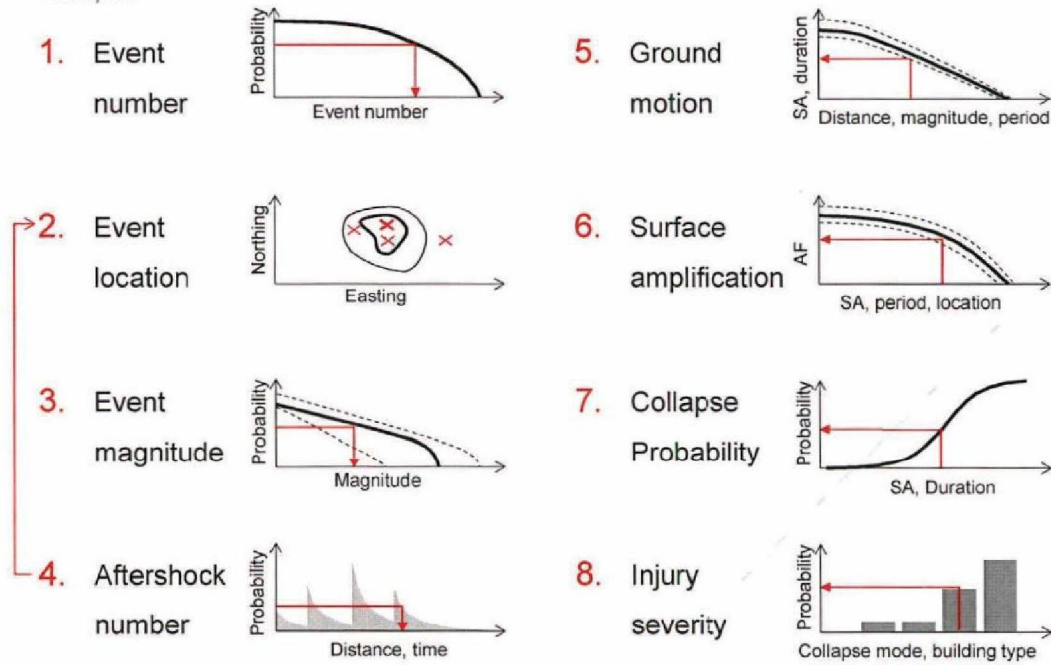 1. Event
number
Probability
Event number
2. Event
location
Northing
Easting
3. Event
magnitude
Probability
Magnitude
4. Aftershock
number
Probability
Distance, time
5. Ground
motion
SA, duration
Distance, magnitude, period
6. Surface
amplification
AF
SA, period, location
7. Collapse
Probability
Probability
SA, Duration
8. Injury
severity
Probability
Collapse mode, building type